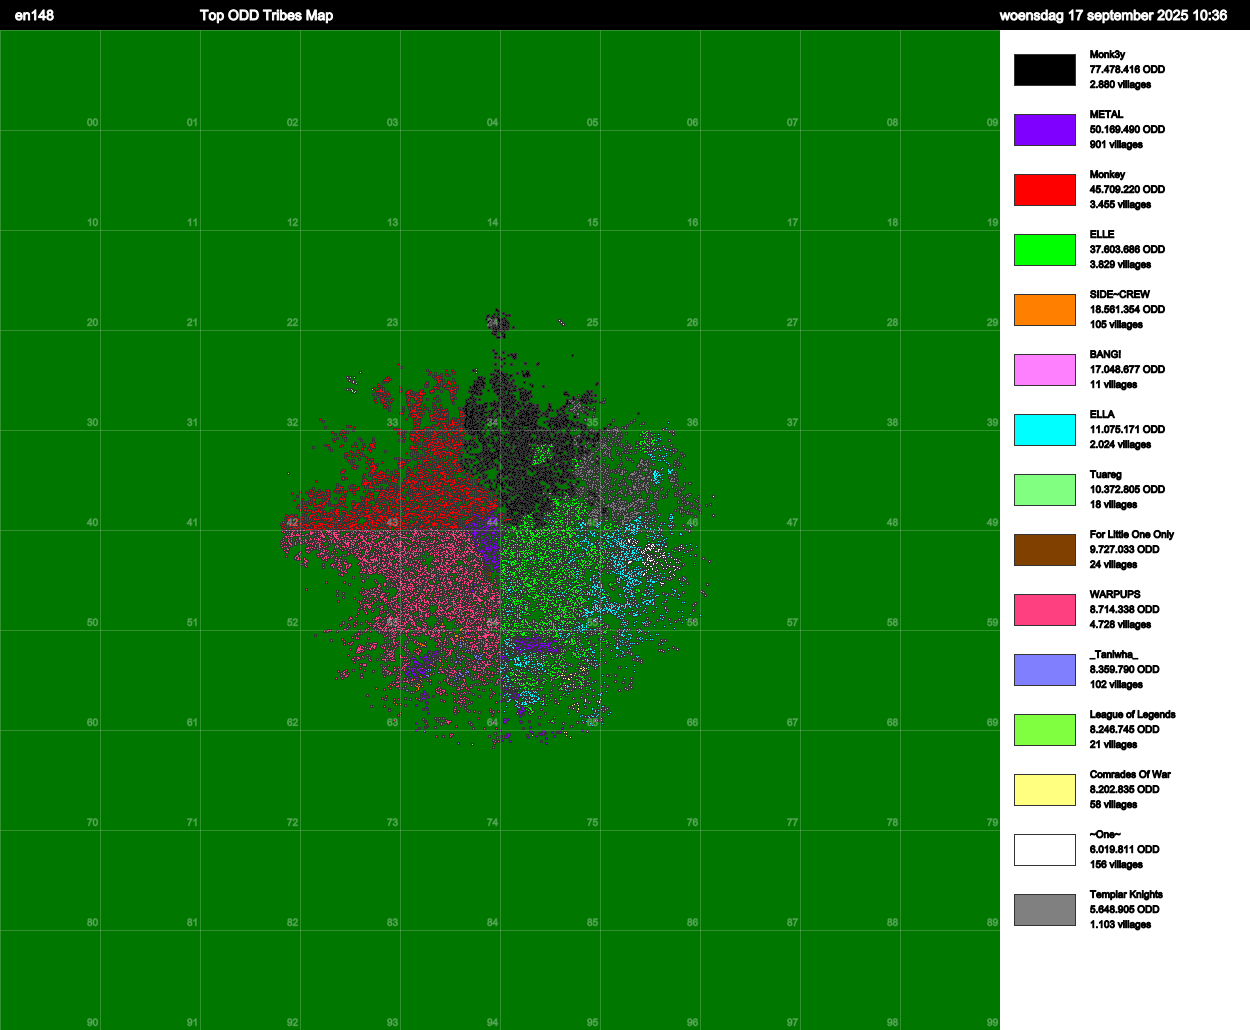 en148 Top ODD Tribes Map woensdag 17 september 2025 10:36
Monk3y
77.478.416 ODD
2.880 villages
METAL
50.169.490 ODD
901 villages
Monkey
45.709.220 ODD
3.455 villages
ELLE
37.603.686 ODD
3.829 villages
SIDE~CREW
18.561.354 ODD
105 villages
BANG!
17.048.677 ODD
11 villages
ELLA
11.075.171 ODD
2.024 villages
Tuareg
10.372.805 ODD
18 villages
For Little One Only
9.727.033 ODD
24 villages
WARPUPS
8.714.338 ODD
4.728 villages
_Taniwha_
8.359.790 ODD
102 villages
League of Legends
8.246.745 ODD
21 villages
Comrades Of War
8.202.835 ODD
58 villages
~One~
6.019.811 ODD
156 villages
Templar Knights
5.648.905 ODD
1.103 villages
00 01 02 03 04 05 06 07 08 09
10 11 12 13 14 15 16 17 18 19
20 21 22 23 24 25 26 27 28 29
30 31 32 33 34 35 36 37 38 39
40 41 42 43 44 45 46 47 48 49
50 51 52 53 54 55 56 57 58 59
60 61 62 63 64 65 66 67 68 69
70 71 72 73 74 75 76 77 78 79
80 81 82 83 84 85 86 87 88 89
90 91 92 93 94 95 96 97 98 99